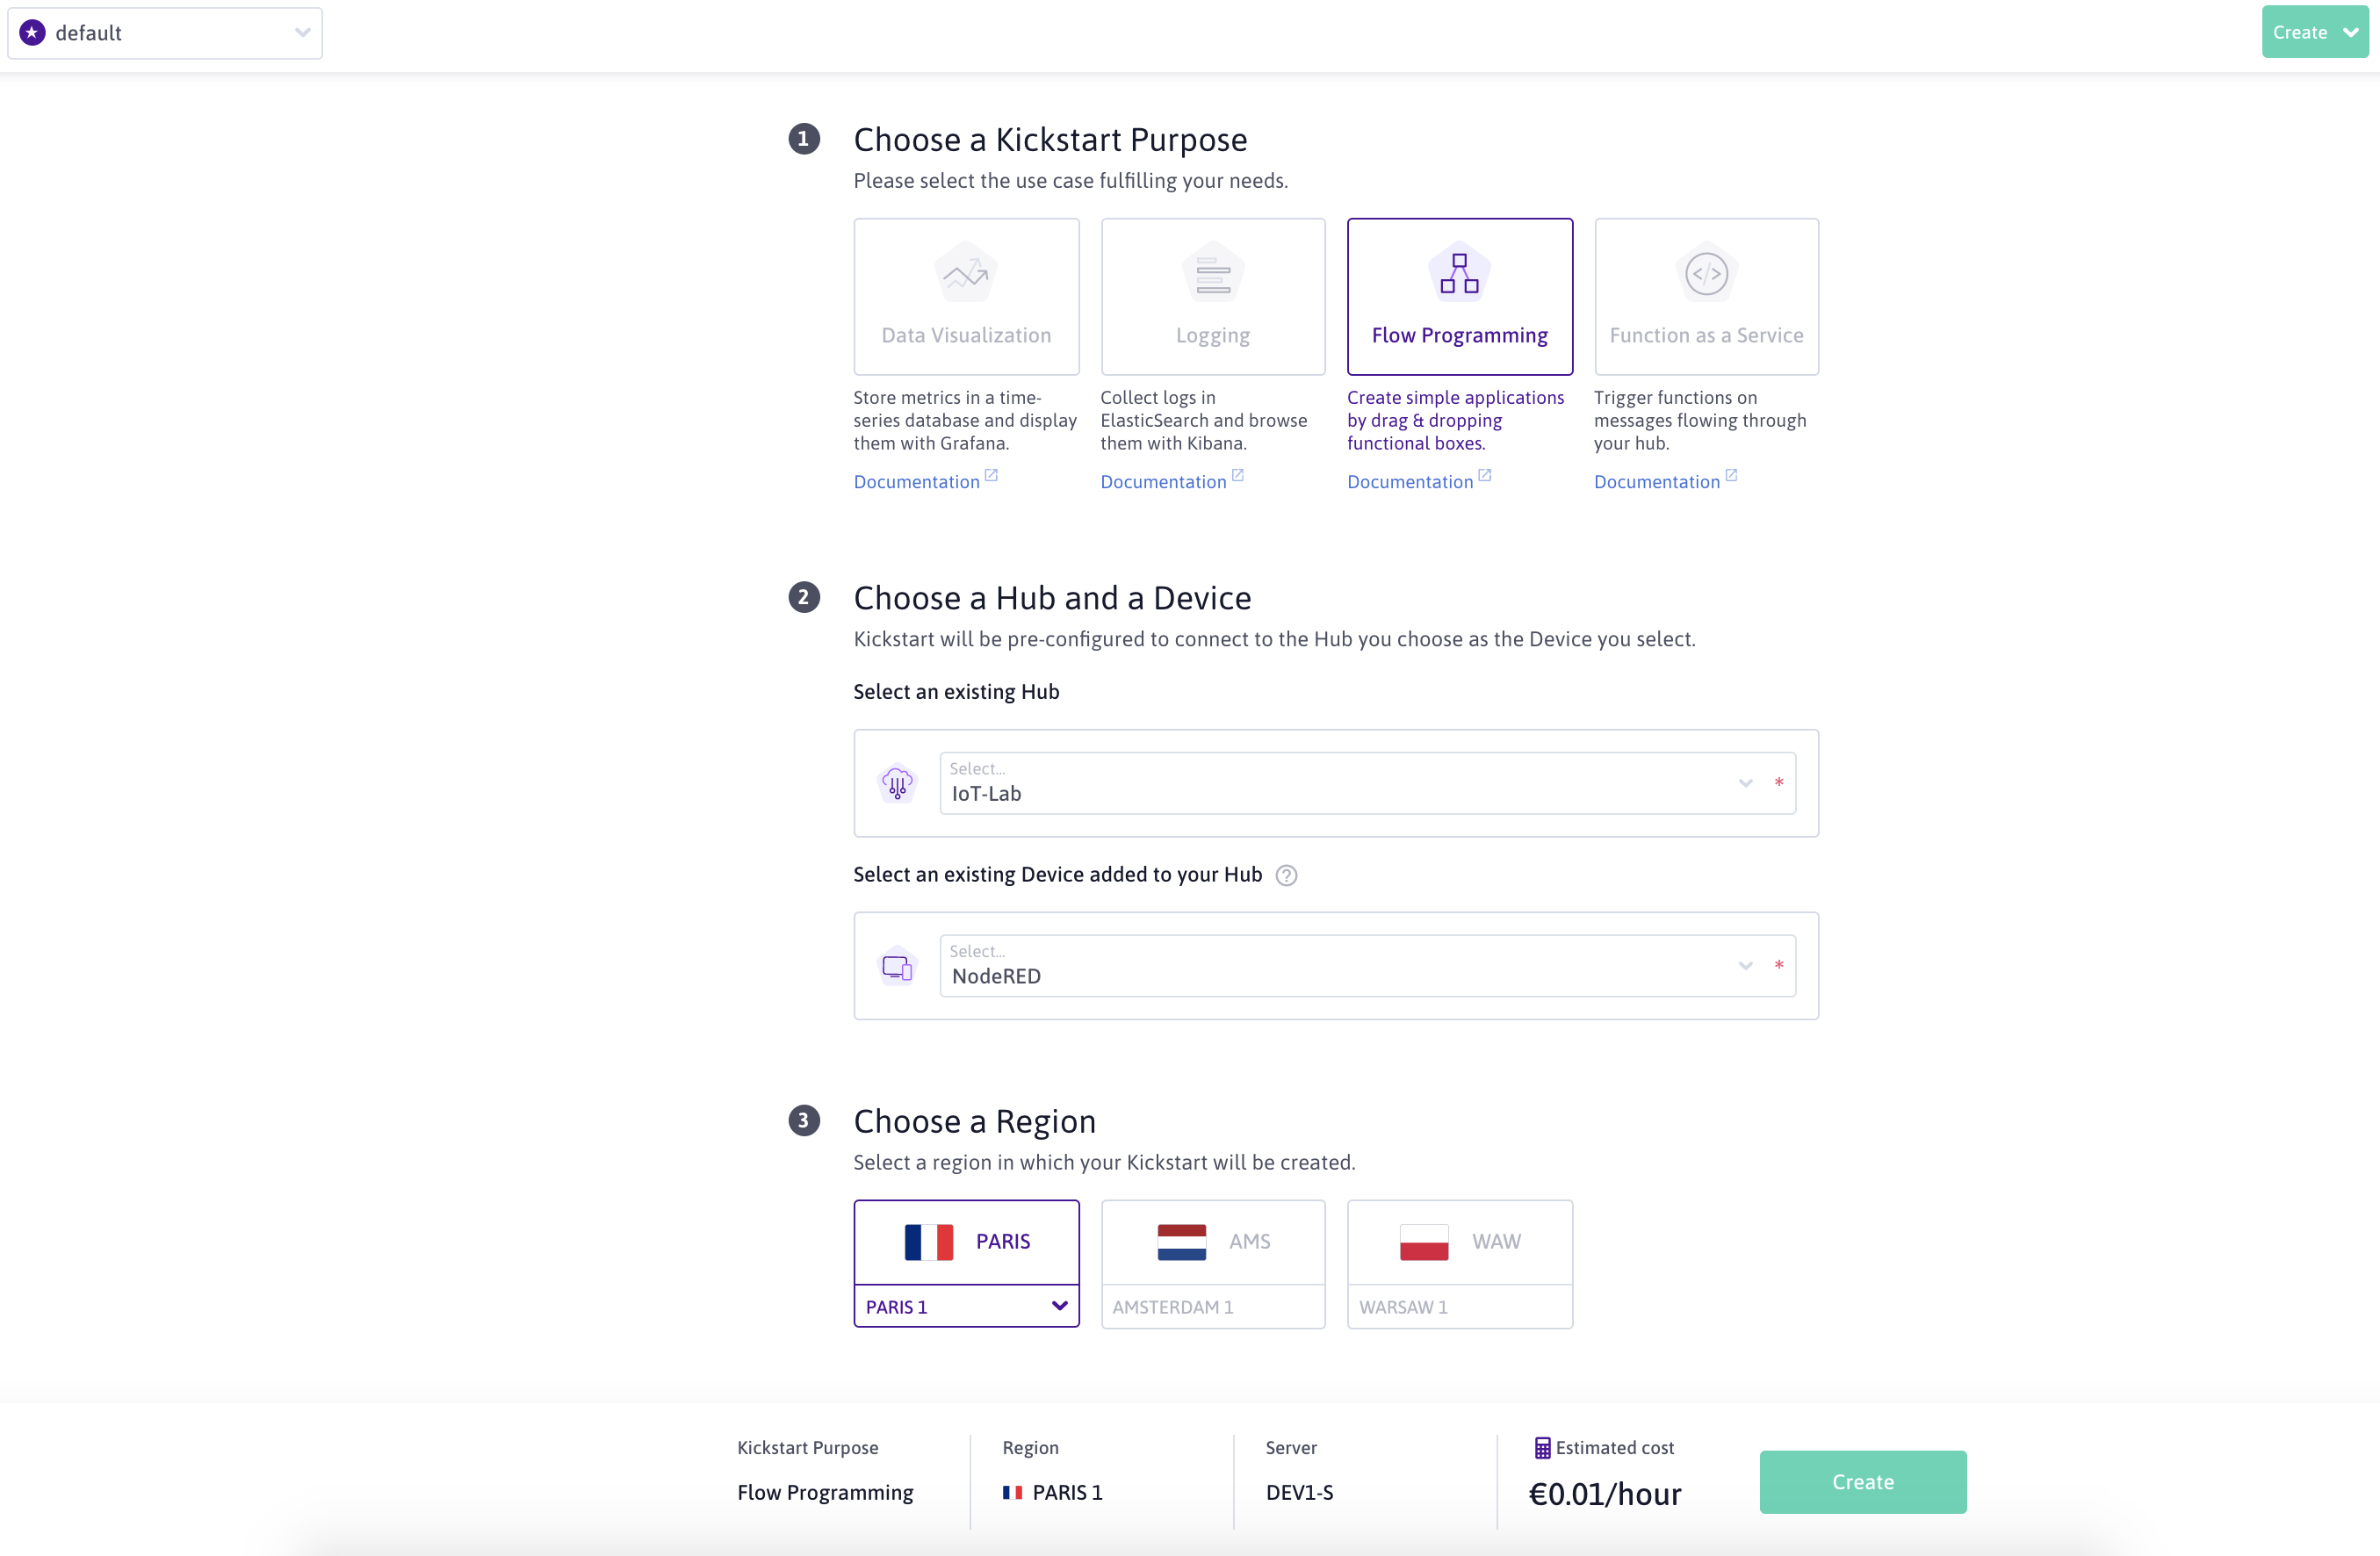 default
Create
1 Choose a Kickstart Purpose
Please select the use case fulfilling your needs.
Data Visualization
Store metrics in a time-
series database and display
them with Grafana.
Documentation
Logging
Collect logs in
ElasticSearch and browse
them with Kibana.
Documentation
Flow Programming
Create simple applications
by drag & dropping
functional boxes.
Documentation
Function as a Service
Trigger functions on
messages flowing through
your hub.
Documentation
2 Choose a Hub and a Device
Kickstart will be pre-configured to connect to the Hub you choose as the Device you select.
Select an existing Hub
Select...
IoT-Lab *
Select an existing Device added to your Hub ?
Select...
NodeRED *
3 Choose a Region
Select a region in which your Kickstart will be created.
PARIS
PARIS 1
AMS
AMSTERDAM 1
WAW
WARSAW 1
Kickstart Purpose
Flow Programming
Region
PARIS 1
Server
DEV1-S
Estimated cost
€0.01/hour
Create